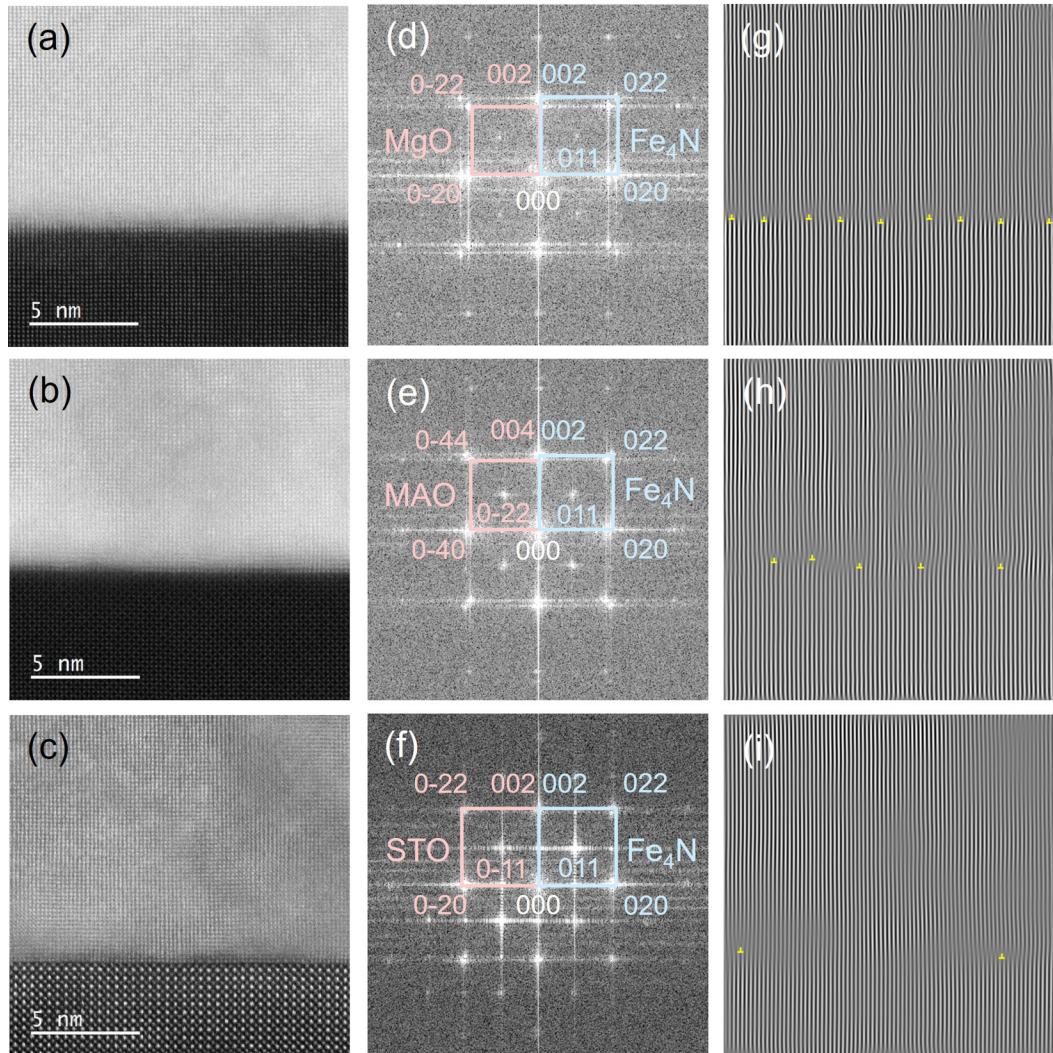 (a)
5 nm
(d)
0-22 002 002 022
MgO Fe₄N
011
0-20 000 020
(g)
(b)
5 nm
(e)
0-44 004 002 022
MAO Fe₄N
0-22 011
0-40 000 020
(h)
(c)
5 nm
(f)
0-22 002 002 022
STO Fe₄N
0-11 011
0-20 000 020
(i)